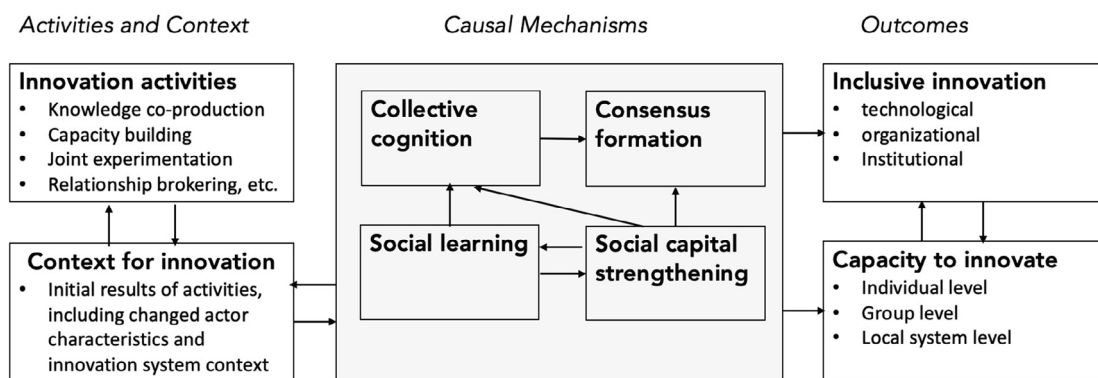 Activities and Context
Causal Mechanisms
Outcomes
Innovation activities
• Knowledge co-production
• Capacity building
• Joint experimentation
• Relationship brokering, etc.
Context for innovation
• Initial results of activities,
including changed actor
characteristics and
innovation system context
Collective
cognition
Consensus
formation
Social learning
Social capital
strengthening
Inclusive innovation
• technological
• organizational
• Institutional
Capacity to innovate
• Individual level
• Group level
• Local system level